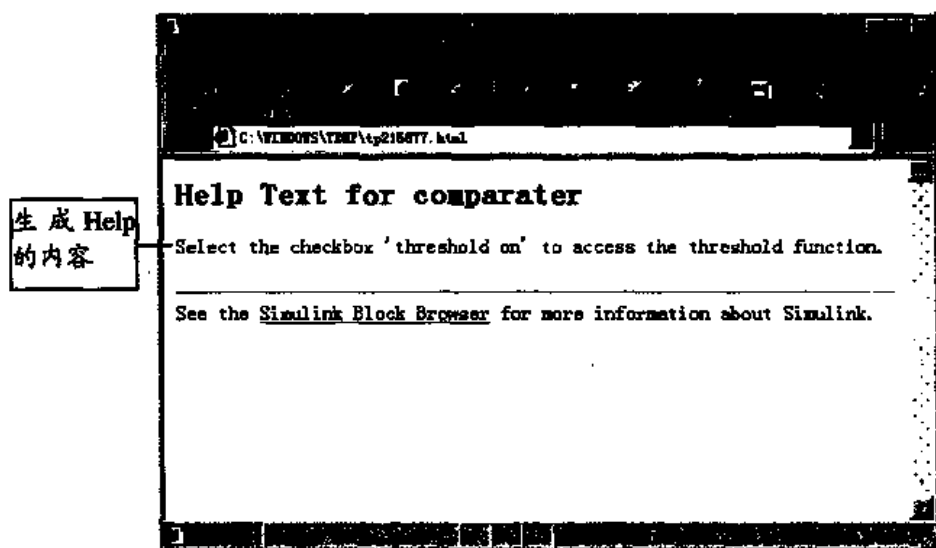 C:\WINDOWS\TEMP\tp215677.html
Help Text for comparater
生成 Help
的内容
Select the checkbox 'threshold on' to access the threshold function.
See the Simulink Block Browser for more information about Simulink.